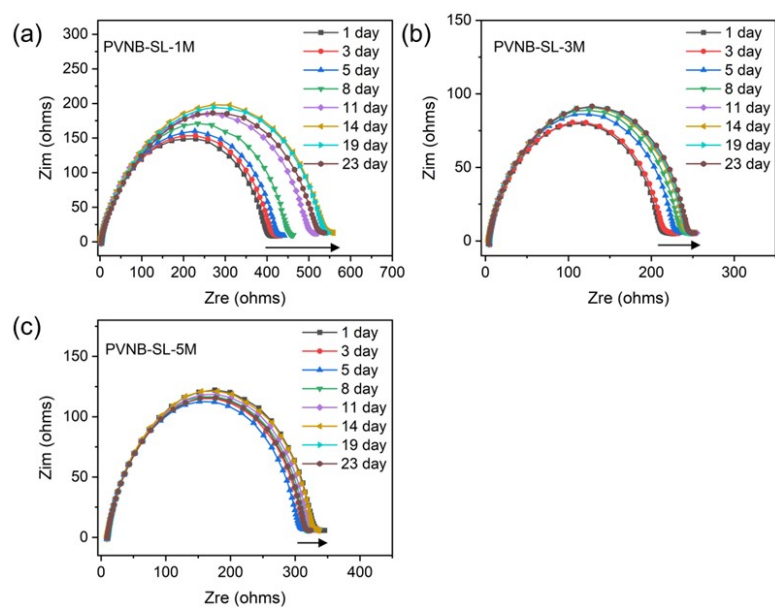 (a)
PVNB-SL-1M
1 day
3 day
5 day
8 day
11 day
14 day
19 day
23 day
300
250
200
150
100
50
0
0 100 200 300 400 500 600 700
Zim (ohms)
Zre (ohms)
(b)
PVNB-SL-3M
1 day
3 day
5 day
8 day
11 day
14 day
19 day
23 day
150
100
50
0
0 100 200 300
Zim (ohms)
Zre (ohms)
(c)
PVNB-SL-5M
1 day
3 day
5 day
8 day
11 day
14 day
19 day
23 day
150
100
50
0
0 100 200 300 400
Zim (ohms)
Zre (ohms)